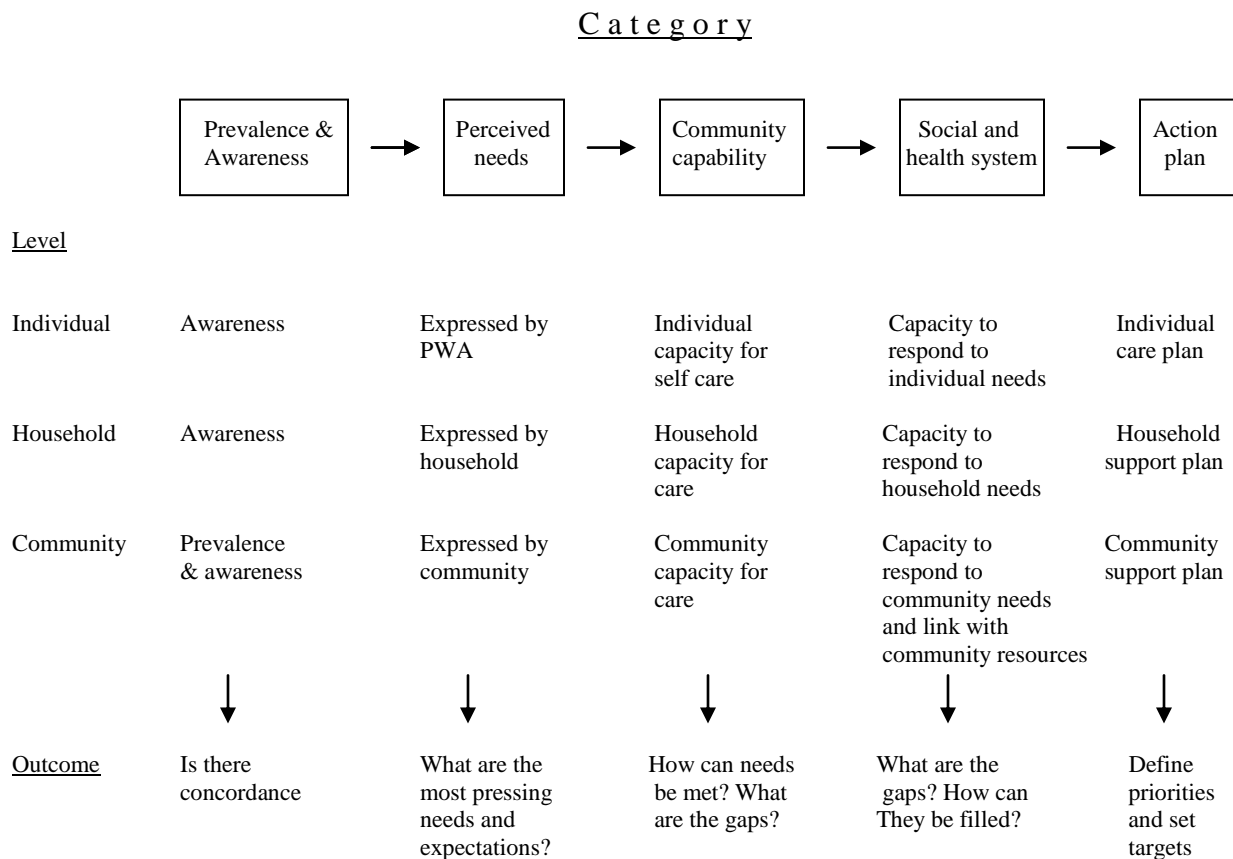 C a t e g o r y
Prevalence &
Awareness
Perceived
needs
Community
capability
Social and
health system
Action
plan
Level
Individual
Awareness
Expressed by
PWA
Individual
capacity for
self care
Capacity to
respond to
individual needs
Individual
care plan
Household
Awareness
Expressed by
household
Household
capacity for
care
Capacity to
respond to
household needs
Household
support plan
Community
Prevalence
& awareness
Expressed by
community
Community
capacity for
care
Capacity to
respond to
community needs
and link with
community resources
Community
support plan
Outcome
Is there
concordance
What are the
most pressing
needs and
expectations?
How can needs
be met? What
are the gaps?
What are the
gaps? How can
They be filled?
Define
priorities
and set
targets